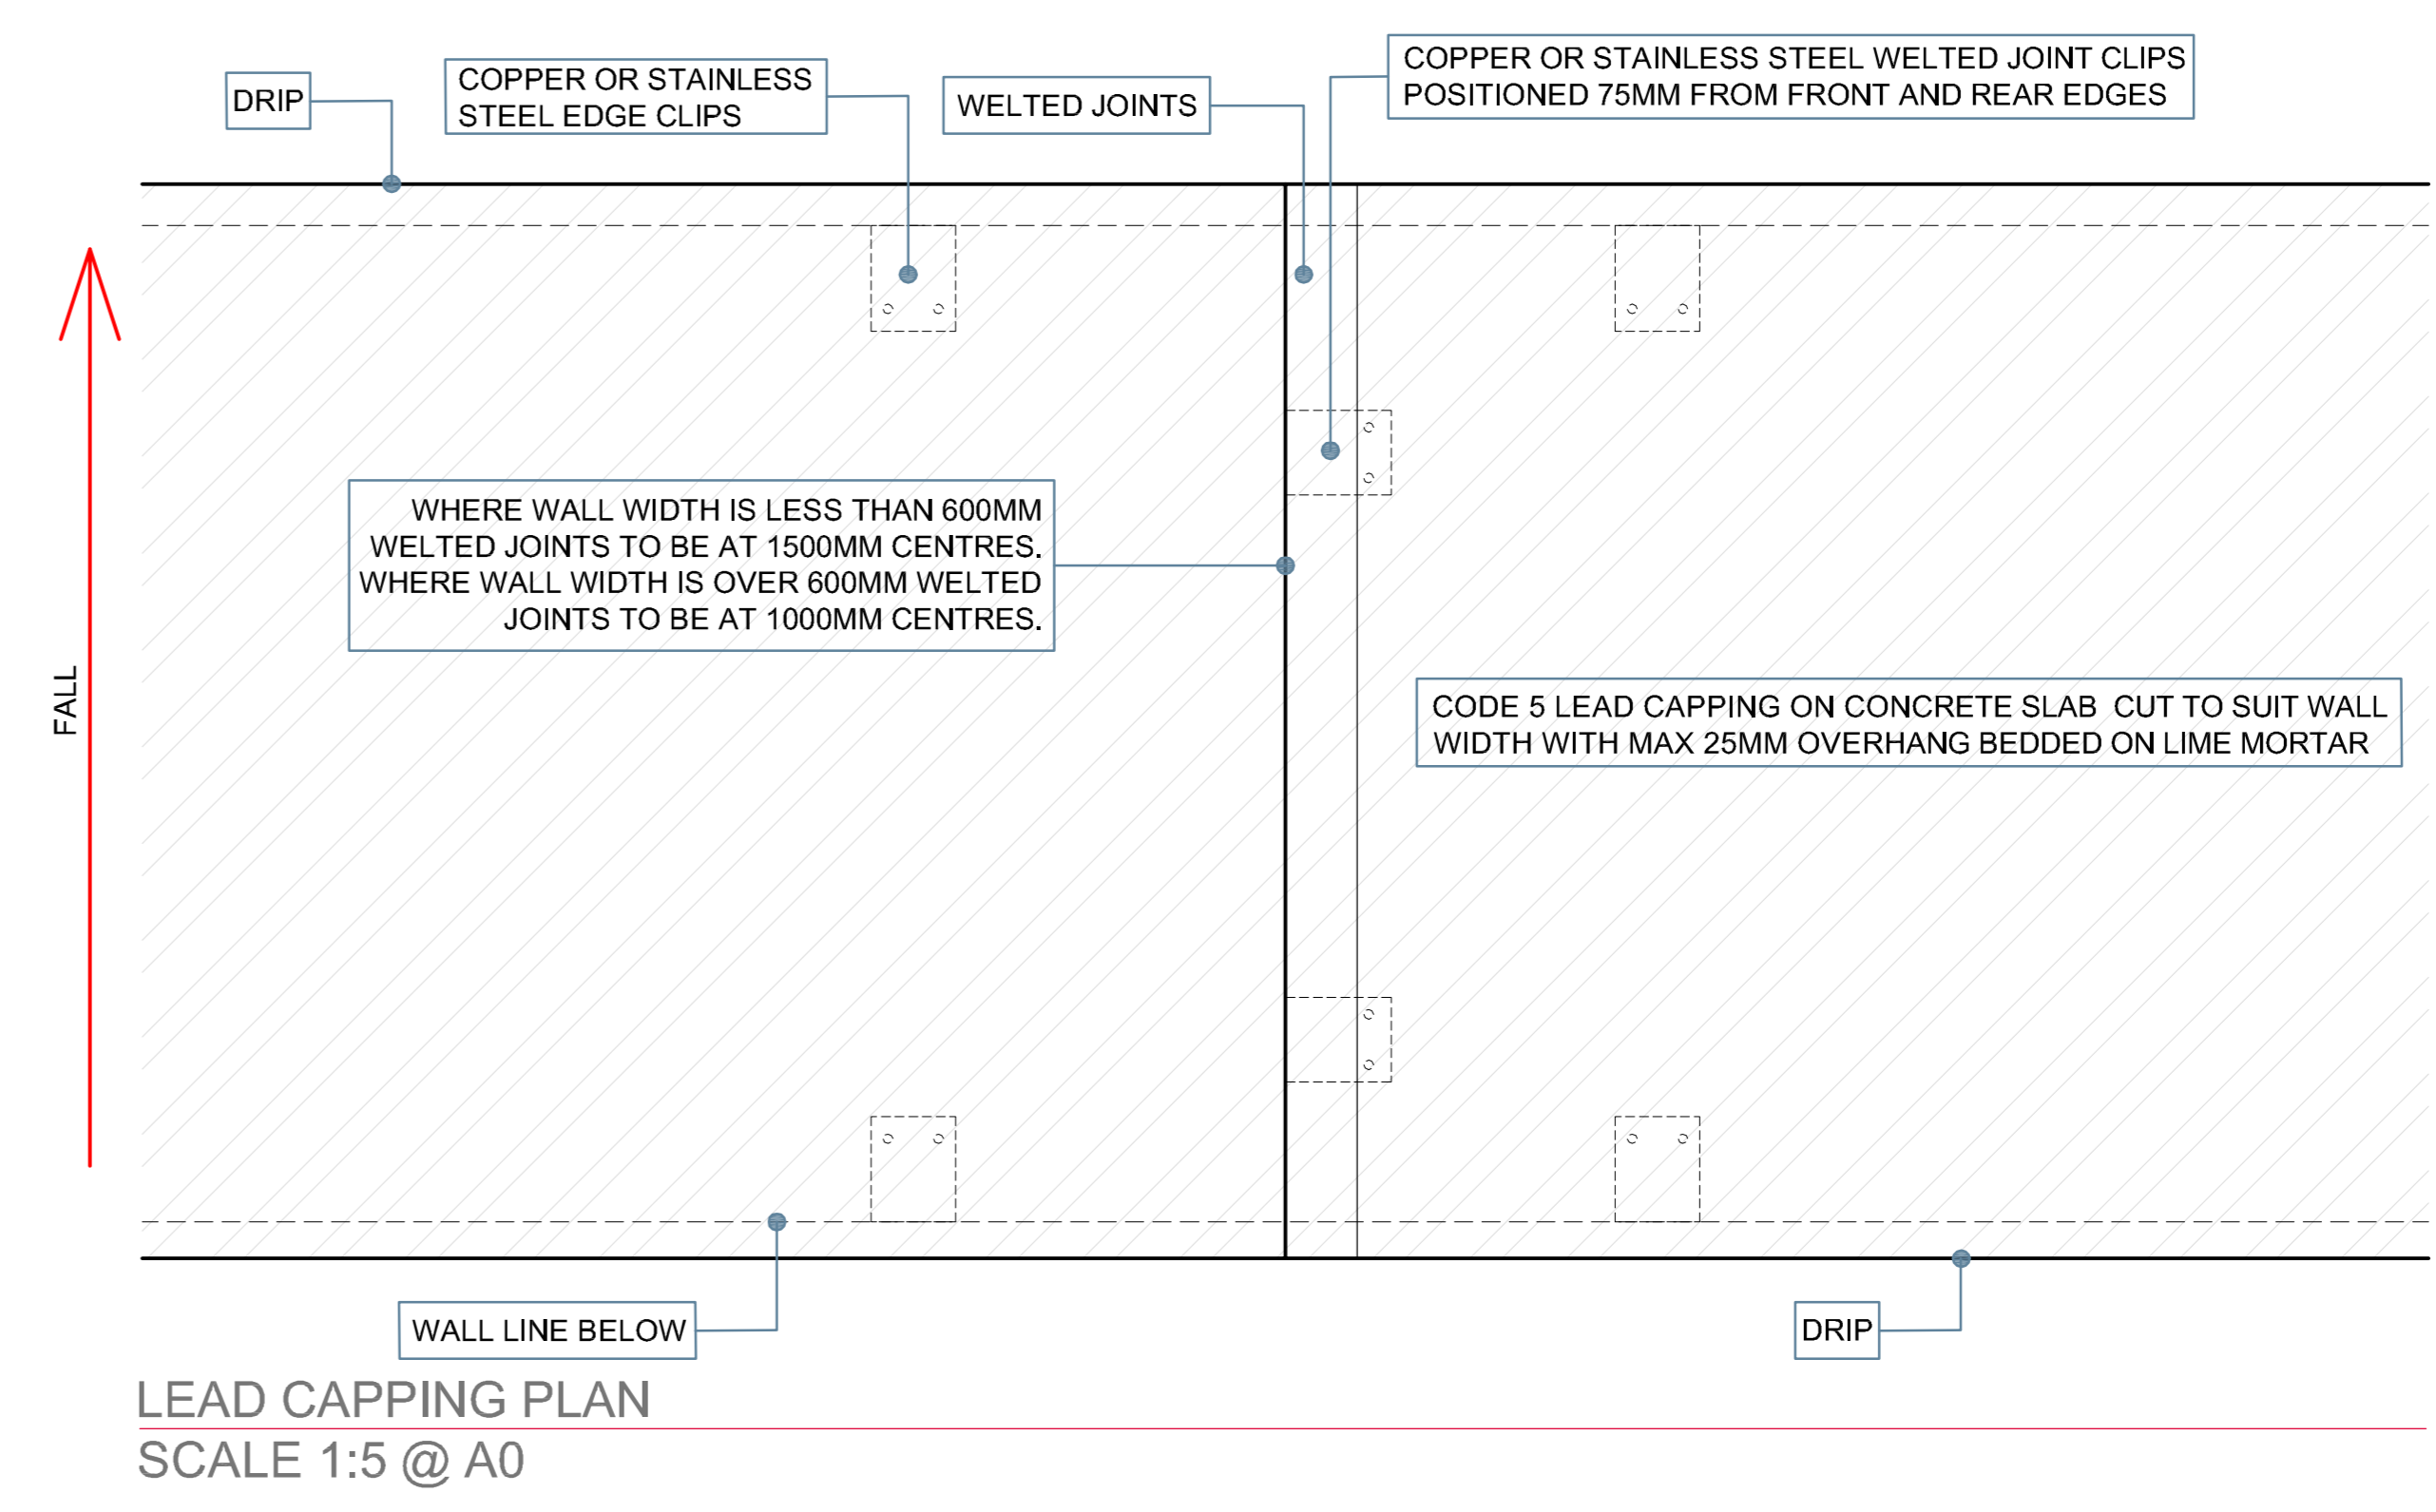 DRIP
COPPER OR STAINLESS
STEEL EDGE CLIPS
WELTED JOINTS
COPPER OR STAINLESS STEEL WELTED JOINT CLIPS
POSITIONED 75MM FROM FRONT AND REAR EDGES
WHERE WALL WIDTH IS LESS THAN 600MM
WELTED JOINTS TO BE AT 1500MM CENTRES.
WHERE WALL WIDTH IS OVER 600MM WELTED
JOINTS TO BE AT 1000MM CENTRES.
FALL
CODE 5 LEAD CAPPING ON CONCRETE SLAB CUT TO SUIT WALL
WIDTH WITH MAX 25MM OVERHANG BEDDED ON LIME MORTAR
WALL LINE BELOW
DRIP
LEAD CAPPING PLAN
SCALE 1:5 @ A0